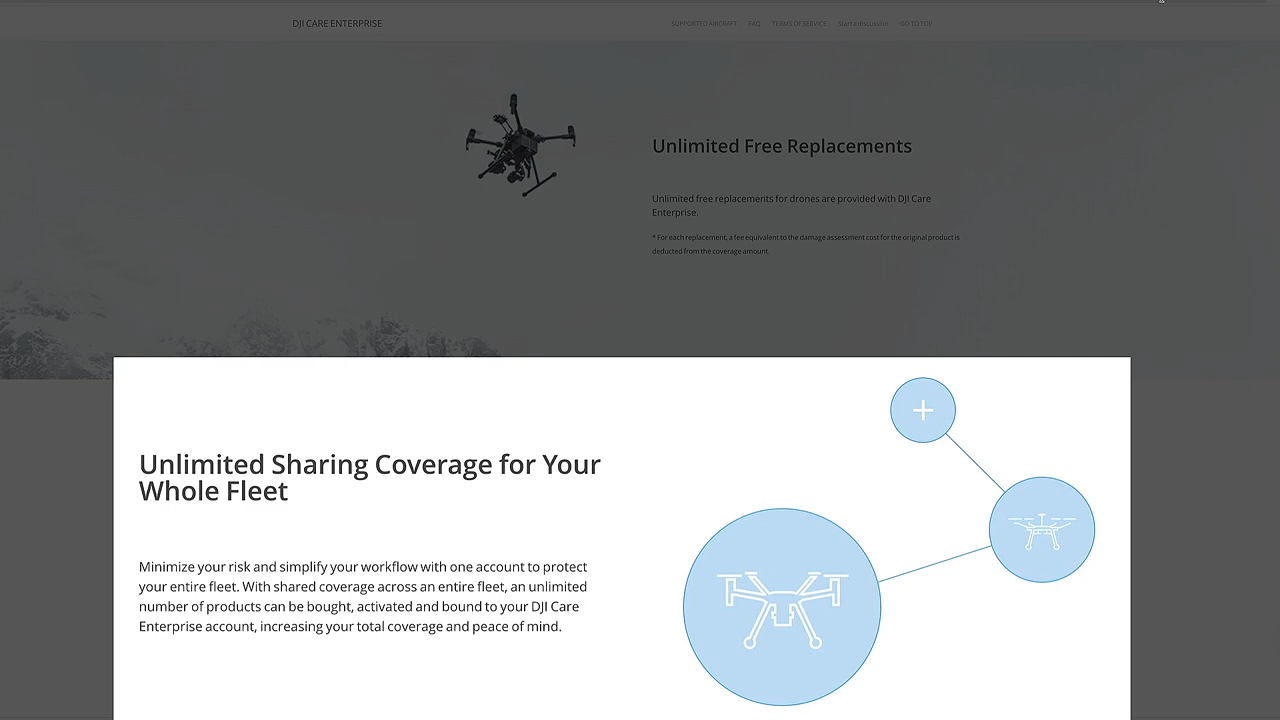 DJI CARE ENTERPRISE
SUPPORTED AIRCRAFT FAQ TERMS OF SERVICE Start a discussion GO TO TOP
Unlimited Free Replacements
Unlimited free replacements for drones are provided with DJI Care
Enterprise.
* For each replacement, a fee equivalent to the damage assessment cost for the original product is
deducted from the coverage amount.
Unlimited Sharing Coverage for Your
Whole Fleet
Minimize your risk and simplify your workflow with one account to protect
your entire fleet. With shared coverage across an entire fleet, an unlimited
number of products can be bought, activated and bound to your DJI Care
Enterprise account, increasing your total coverage and peace of mind.